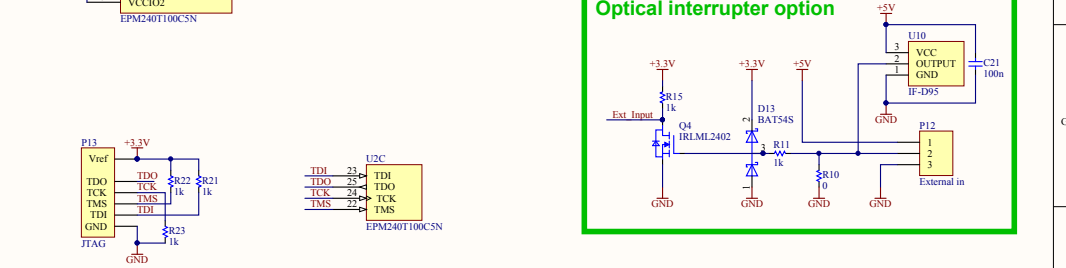 VCCIO2
EPM240T100C5N
Optical interrupter option
+5V
U10
3 VCC
2 OUTPUT
1 GND
IF-D95
C21
100n
GND
+3.3V
+3.3V
+5V
R15
1k
Ext_Input
Q4
IRLML2402
D13
BAT54S
2
3
1
R11
1k
R10
0
P12
1
2
3
External in
GND
GND
GND
GND
P13
+3.3V
Vref
TDO TDO
TCK TCK
TMS TMS
TDI TDI
GND
JTAG
R22
1k
R21
1k
R23
1k
GND
U2C
TDI 23 TDI
TDO 25 TDO
TCK 24 TCK
TMS 22 TMS
EPM240T100C5N